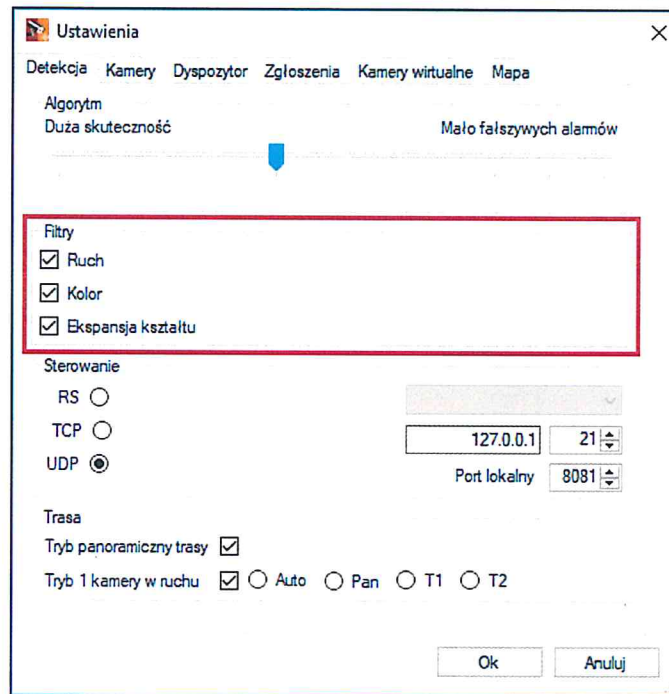 Ustawienia
Detekcja Kamery Dyspozytor Zgłoszenia Kamery wirtualne Mapa
Algorytm
Duża skuteczność Mało fałszywych alarmów
Filtry
Ruch
Kolor
Ekspansja kształtu
Sterowanie
RS
TCP 127.0.0.1 21
UDP Port lokalny 8081
Trasa
Tryb panoramiczny trasy
Tryb 1 kamery w ruchu Auto Pan T1 T2
Ok Anuluj